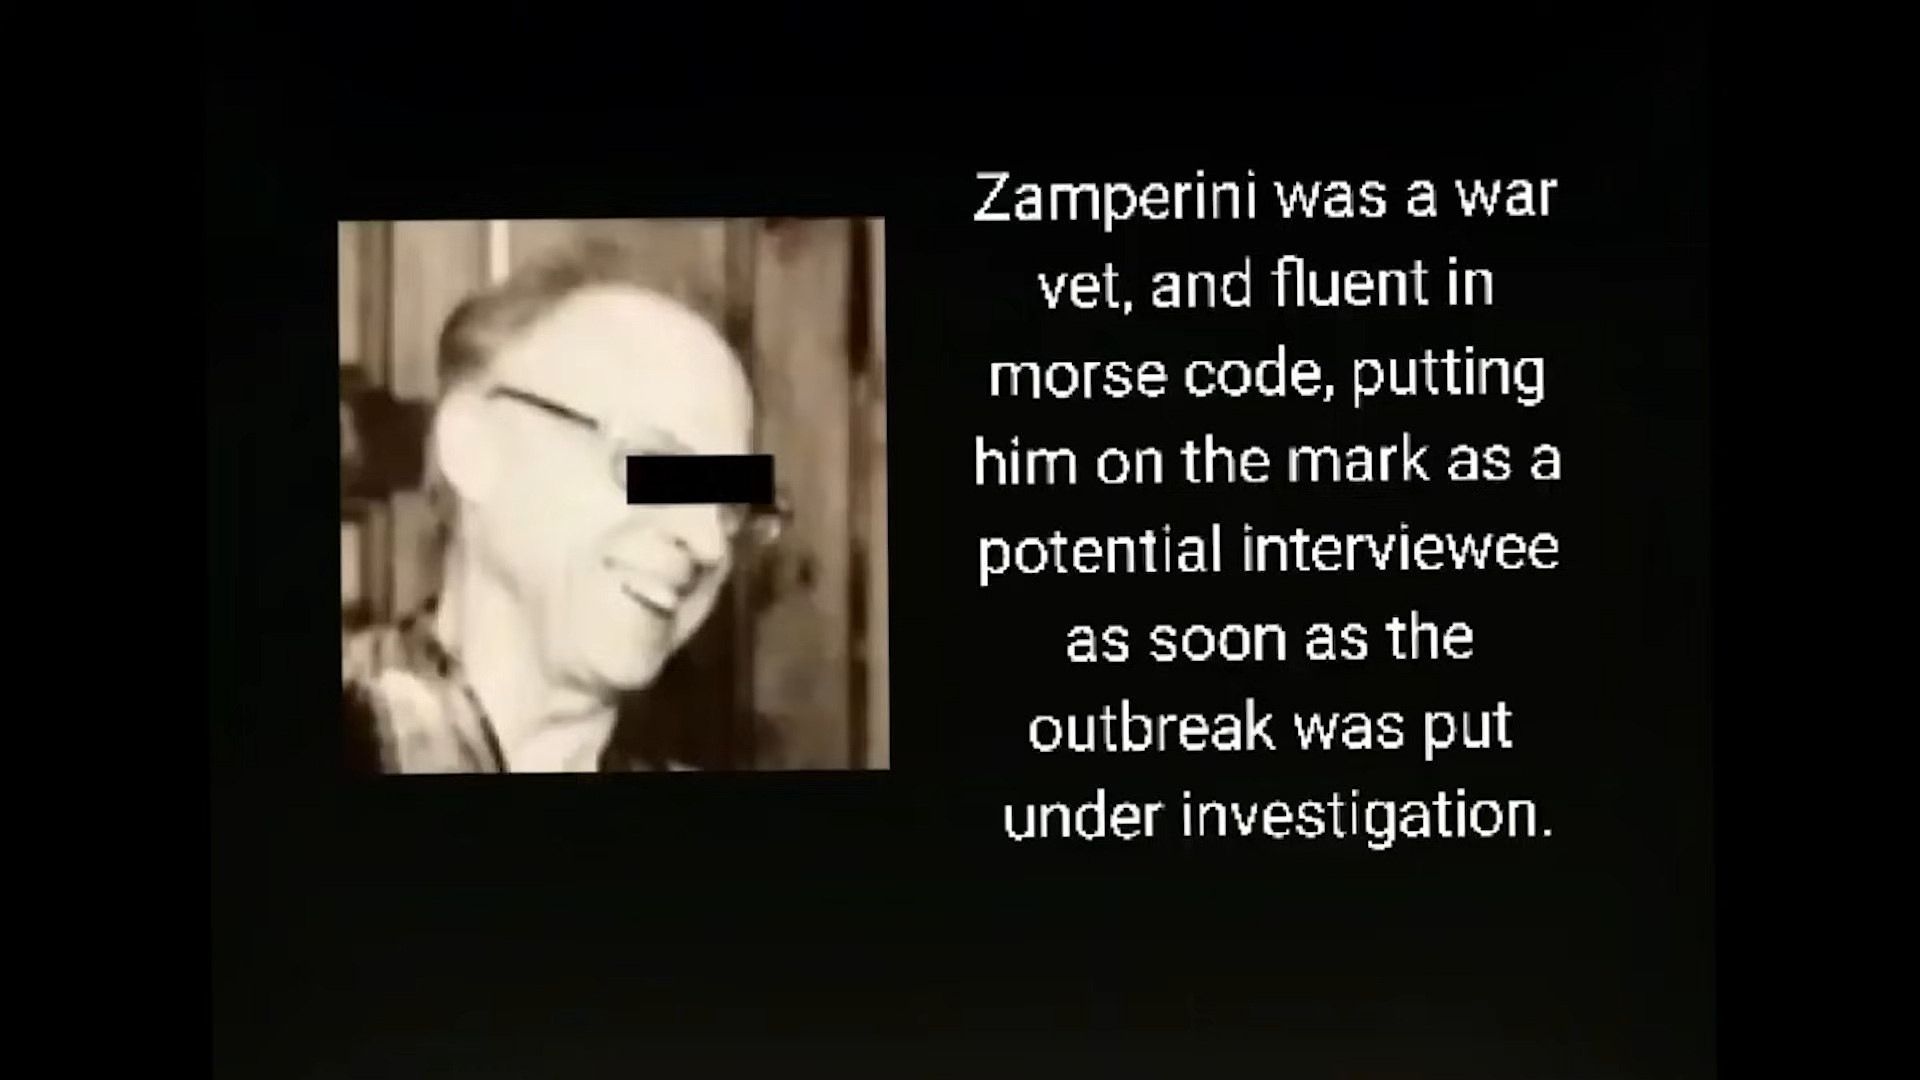 Zamperini was a war
vet, and fluent in
morse code, putting
him on the mark as a
potential interviewee
as soon as the
outbreak was put
under investigation.